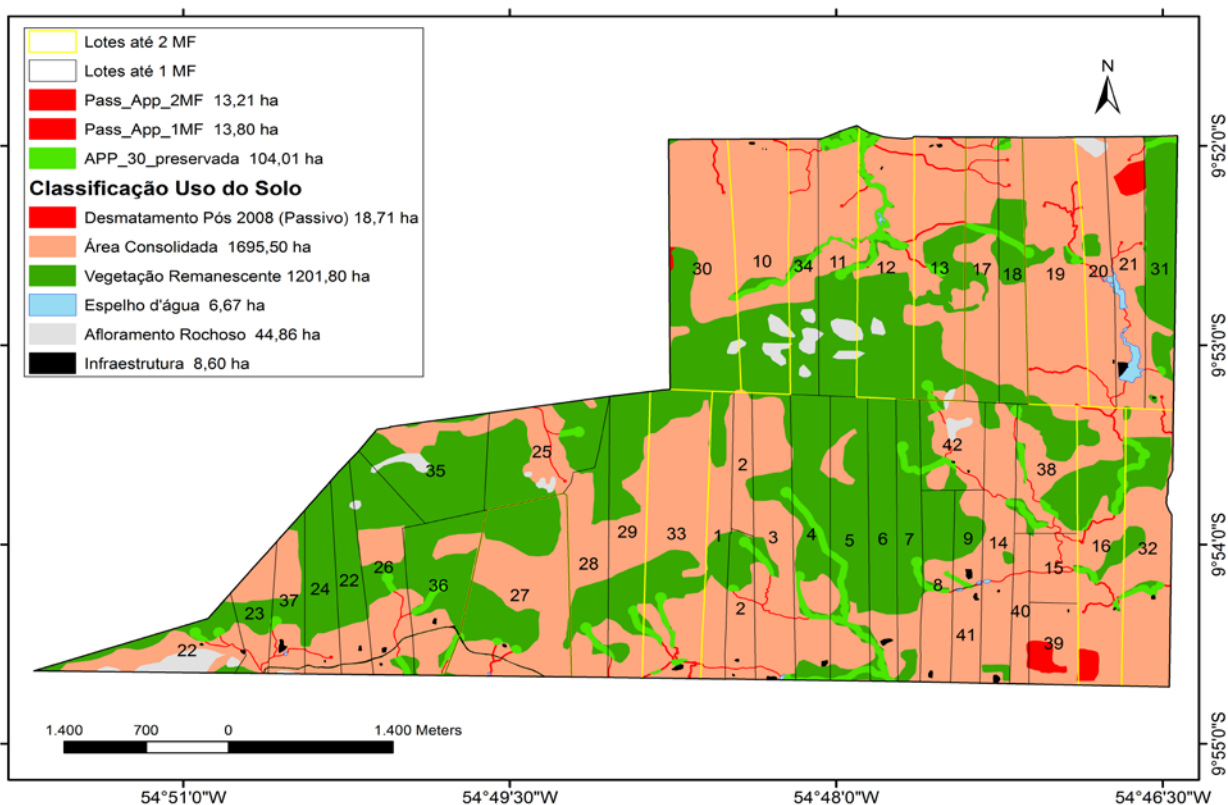 Lotes até 2 MF
Lotes até 1 MF
Pass_App_2MF 13,21 ha
Pass_App_1MF 13,80 ha
APP_30_preservada 104,01 ha
Classificação Uso do Solo
Desmatamento Pós 2008 (Passivo) 18,71 ha
Área Consolidada 1695,50 ha
Vegetação Remanescente 1201,80 ha
Espelho d'água 6,67 ha
Afloramento Rochoso 44,86 ha
Infraestrutura 8,60 ha
N
9°52'0"S
30 10 34 11 12 13 17 18 19 20 21 31
9°53'0"S
35 25 2 42 38
28 29 33 1 3 4 5 6 7 9 14 16 32
9°54'0"S
23 37 24 22 26 36 27 2 8 15
22 41 40 39
1.400 700 0 1.400 Meters
9°55'0"S
54°51'0"W 54°49'30"W 54°48'0"W 54°46'30"W